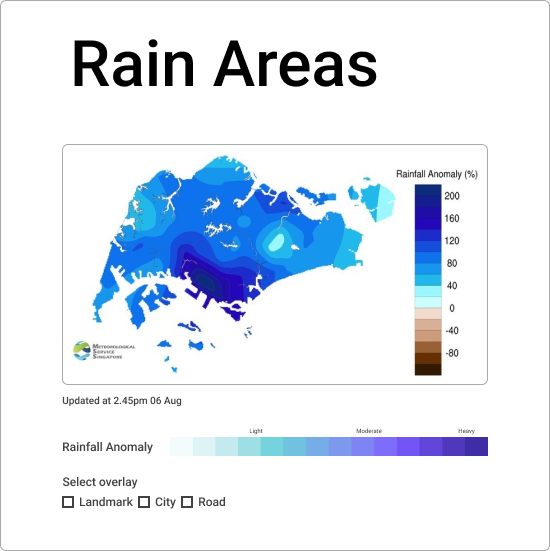 Rain Areas
Rainfall Anomaly (%)
200
160
120
80
40
0
-40
-80
METEOROLOGICAL
SERVICE
SINGAPORE
Updated at 2.45pm 06 Aug
Light Moderate Heavy
Rainfall Anomaly
Select overlay
Landmark City Road